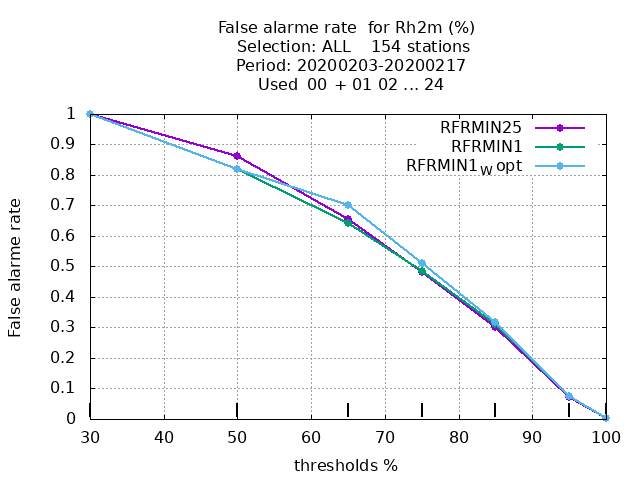 False alarme rate  for Rh2m (%)
Selection: ALL    154 stations
Period: 20200203-20200217
Used  00  + 01 02 ... 24
RFRMIN25
RFRMIN1
RFRMIN1W opt
1
0.9
0.8
0.7
0.6
0.5
0.4
0.3
0.2
0.1
0
False alarme rate
30 40 50 60 70 80 90 100
thresholds %